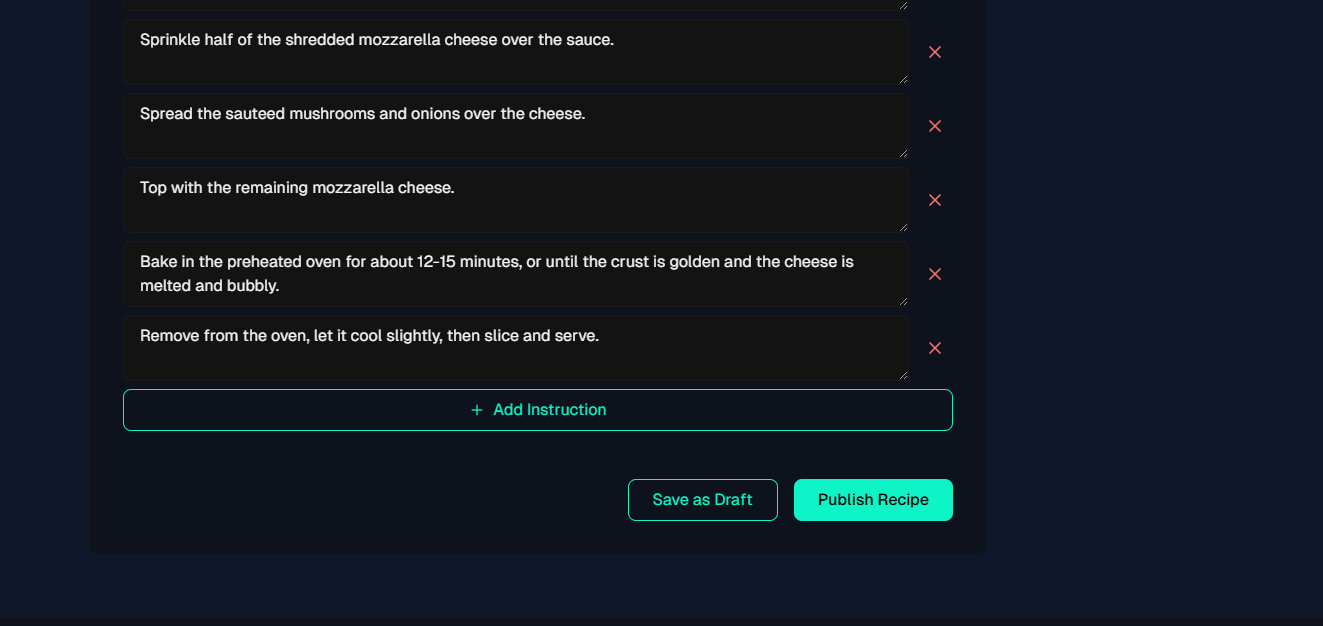 Sprinkle half of the shredded mozzarella cheese over the sauce.
Spread the sauteed mushrooms and onions over the cheese.
Top with the remaining mozzarella cheese.
Bake in the preheated oven for about 12-15 minutes, or until the crust is golden and the cheese is
melted and bubbly.
Remove from the oven, let it cool slightly, then slice and serve.
+ Add Instruction
Save as Draft
Publish Recipe